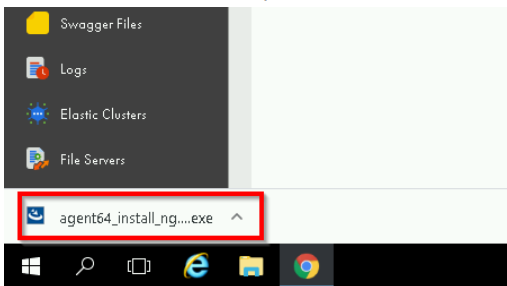 Swagger Files
Logs
Elastic Clusters
File Servers
agent64_install_ng....exe